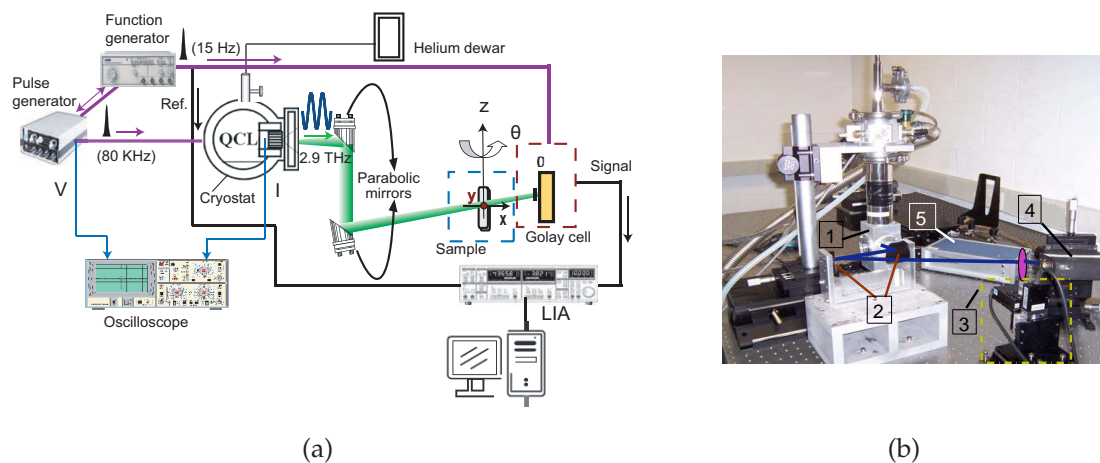 Function
generator
(15 Hz)
Helium dewar
Pulse
generator
Ref.
Z
θ
QCL
2.9 THz
(80 KHz)
Signal
V
Cryostat
I
Parabolic
mirrors
y
x
0
Sample
Golay cell
Oscilloscope
LIA
1
5
4
2
3
(a)
(b)